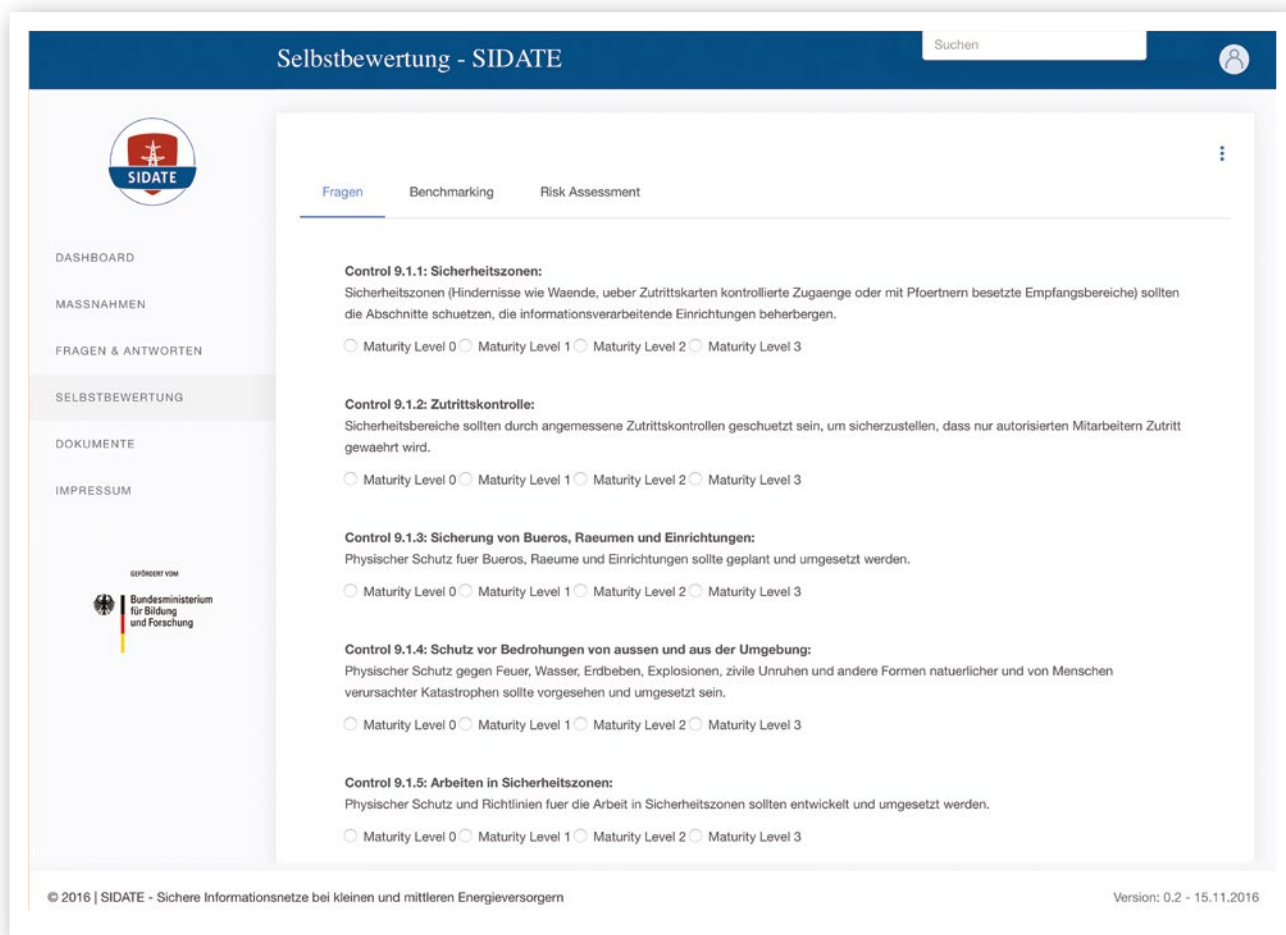 Selbstbewertung - SIDATE
Suchen
SIDATE
DASHBOARD
MASSNAHMEN
FRAGEN & ANTWORTEN
SELBSTBEWERTUNG
DOKUMENTE
IMPRESSUM
GEFÖRDERT VOM
Bundesministerium
für Bildung
und Forschung
Fragen Benchmarking Risk Assessment
Control 9.1.1: Sicherheitszonen:
Sicherheitszonen (Hindernisse wie Waende, ueber Zutrittskarten kontrollierte Zugaenge oder mit Pfoertnern besetzte Empfangsbereiche) sollten
die Abschnitte schuetzen, die informationsverarbeitende Einrichtungen beherbergen.
Maturity Level 0 Maturity Level 1 Maturity Level 2 Maturity Level 3
Control 9.1.2: Zutrittskontrolle:
Sicherheitsbereiche sollten durch angemessene Zutrittskontrollen geschuetzt sein, um sicherzustellen, dass nur autorisierten Mitarbeitern Zutritt
gewaehrt wird.
Maturity Level 0 Maturity Level 1 Maturity Level 2 Maturity Level 3
Control 9.1.3: Sicherung von Bueros, Raeumen und Einrichtungen:
Physischer Schutz fuer Bueros, Raeume und Einrichtungen sollte geplant und umgesetzt werden.
Maturity Level 0 Maturity Level 1 Maturity Level 2 Maturity Level 3
Control 9.1.4: Schutz vor Bedrohungen von aussen und aus der Umgebung:
Physischer Schutz gegen Feuer, Wasser, Erdbeben, Explosionen, zivile Unruhen und andere Formen natuerlicher und von Menschen
verursachter Katastrophen sollte vorgesehen und umgesetzt sein.
Maturity Level 0 Maturity Level 1 Maturity Level 2 Maturity Level 3
Control 9.1.5: Arbeiten in Sicherheitszonen:
Physischer Schutz und Richtlinien fuer die Arbeit in Sicherheitszonen sollten entwickelt und umgesetzt werden.
Maturity Level 0 Maturity Level 1 Maturity Level 2 Maturity Level 3
© 2016 | SIDATE - Sichere Informationsnetze bei kleinen und mittleren Energieversorgern
Version: 0.2 - 15.11.2016